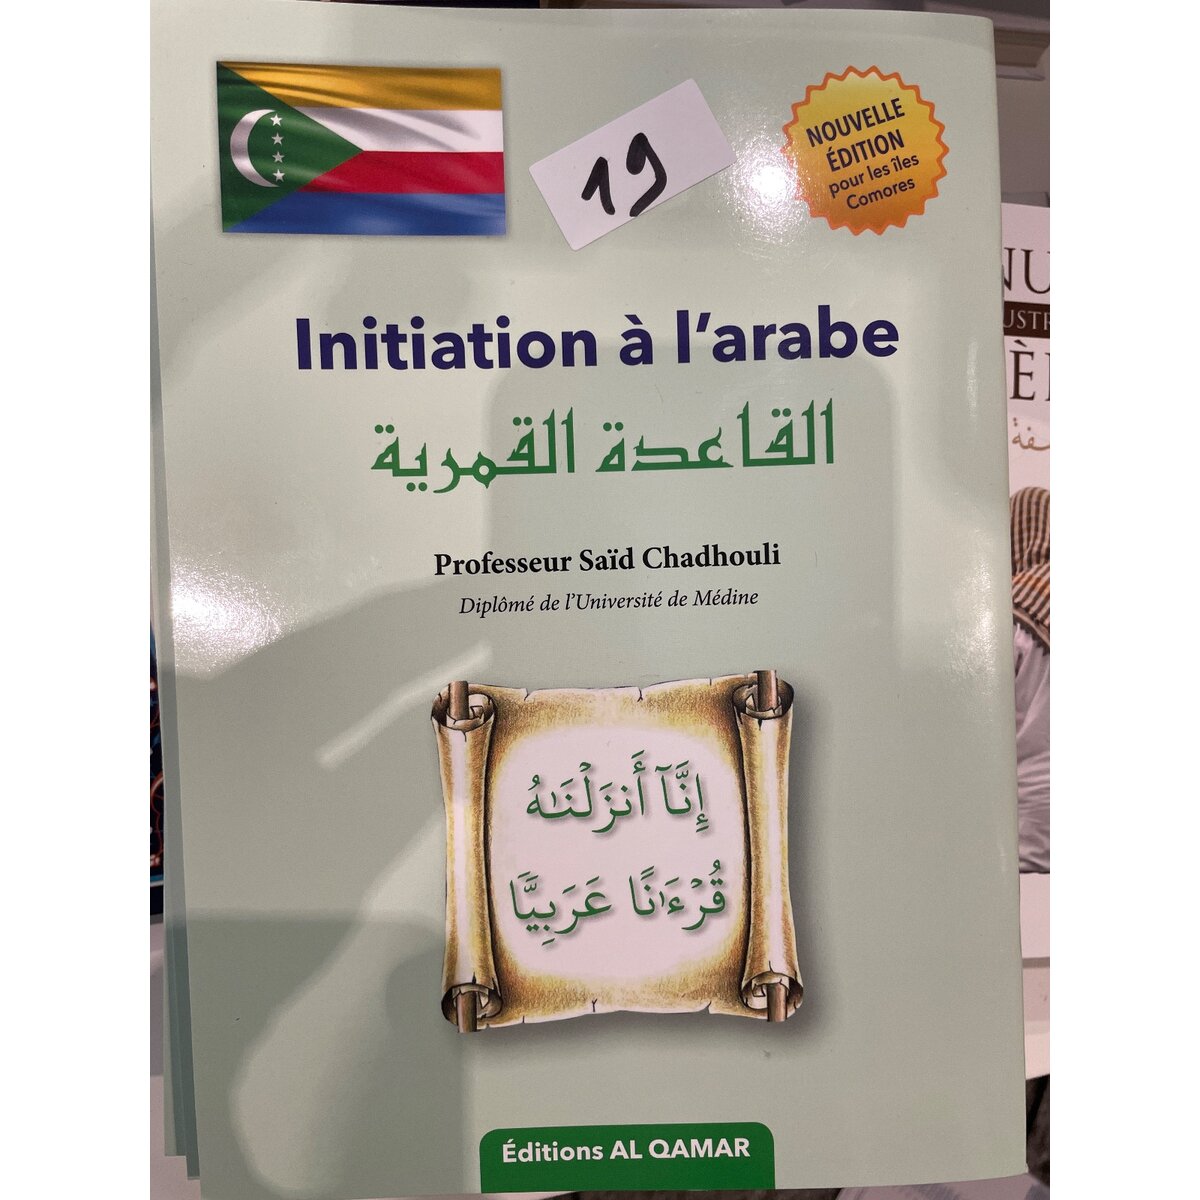 19
NOUVELLE
ÉDITION
pour les îles
Comores
Initiation à l'arabe
القاعدة القمرية
Professeur Saïd Chadhouli
Diplômé de l'Université de Médine
إِنَّآ أَنزَلْنَٰهُ
قُرْءَٰنًا عَرَبِيًّا
Éditions AL QAMAR